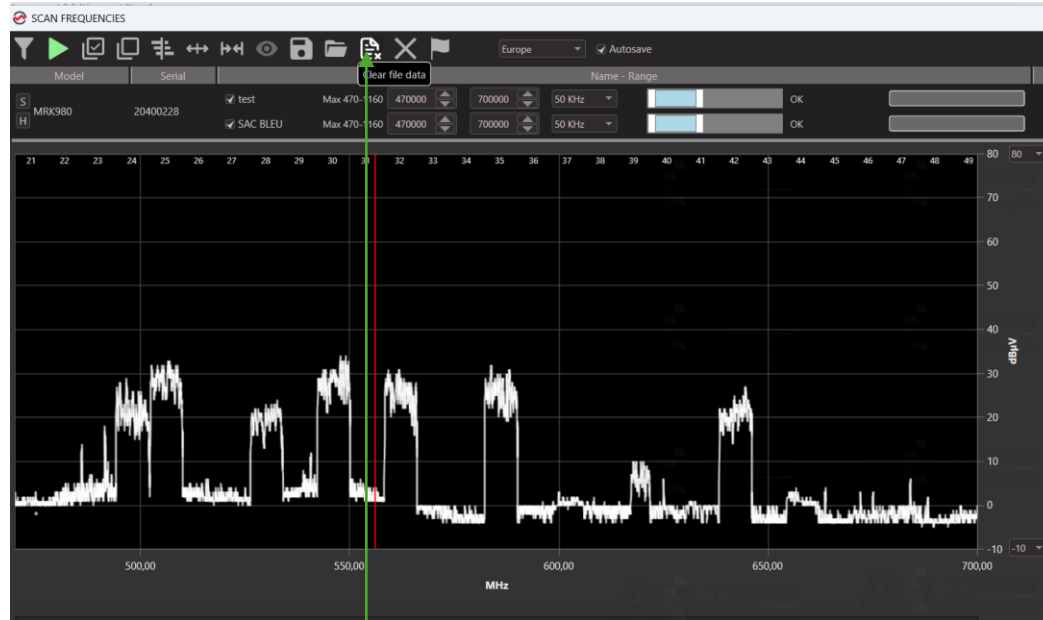 SCAN FREQUENCIES
Europe Autosave
Model Serial Name - Range
Clear file data
S
H
MRK980 20400228
test Max 470-1160 470000 700000 50 KHz OK
SAC BLEU Max 470-1160 470000 700000 50 KHz OK
21 22 23 24 25 26 27 28 29 30 31 32 33 34 35 36 37 38 39 40 41 42 43 44 45 46 47 48 49
80 80
70
60
50
40
30
20
10
0
-10 -10
dBµV
500,00 550,00 600,00 650,00 700,00
MHz
TECH